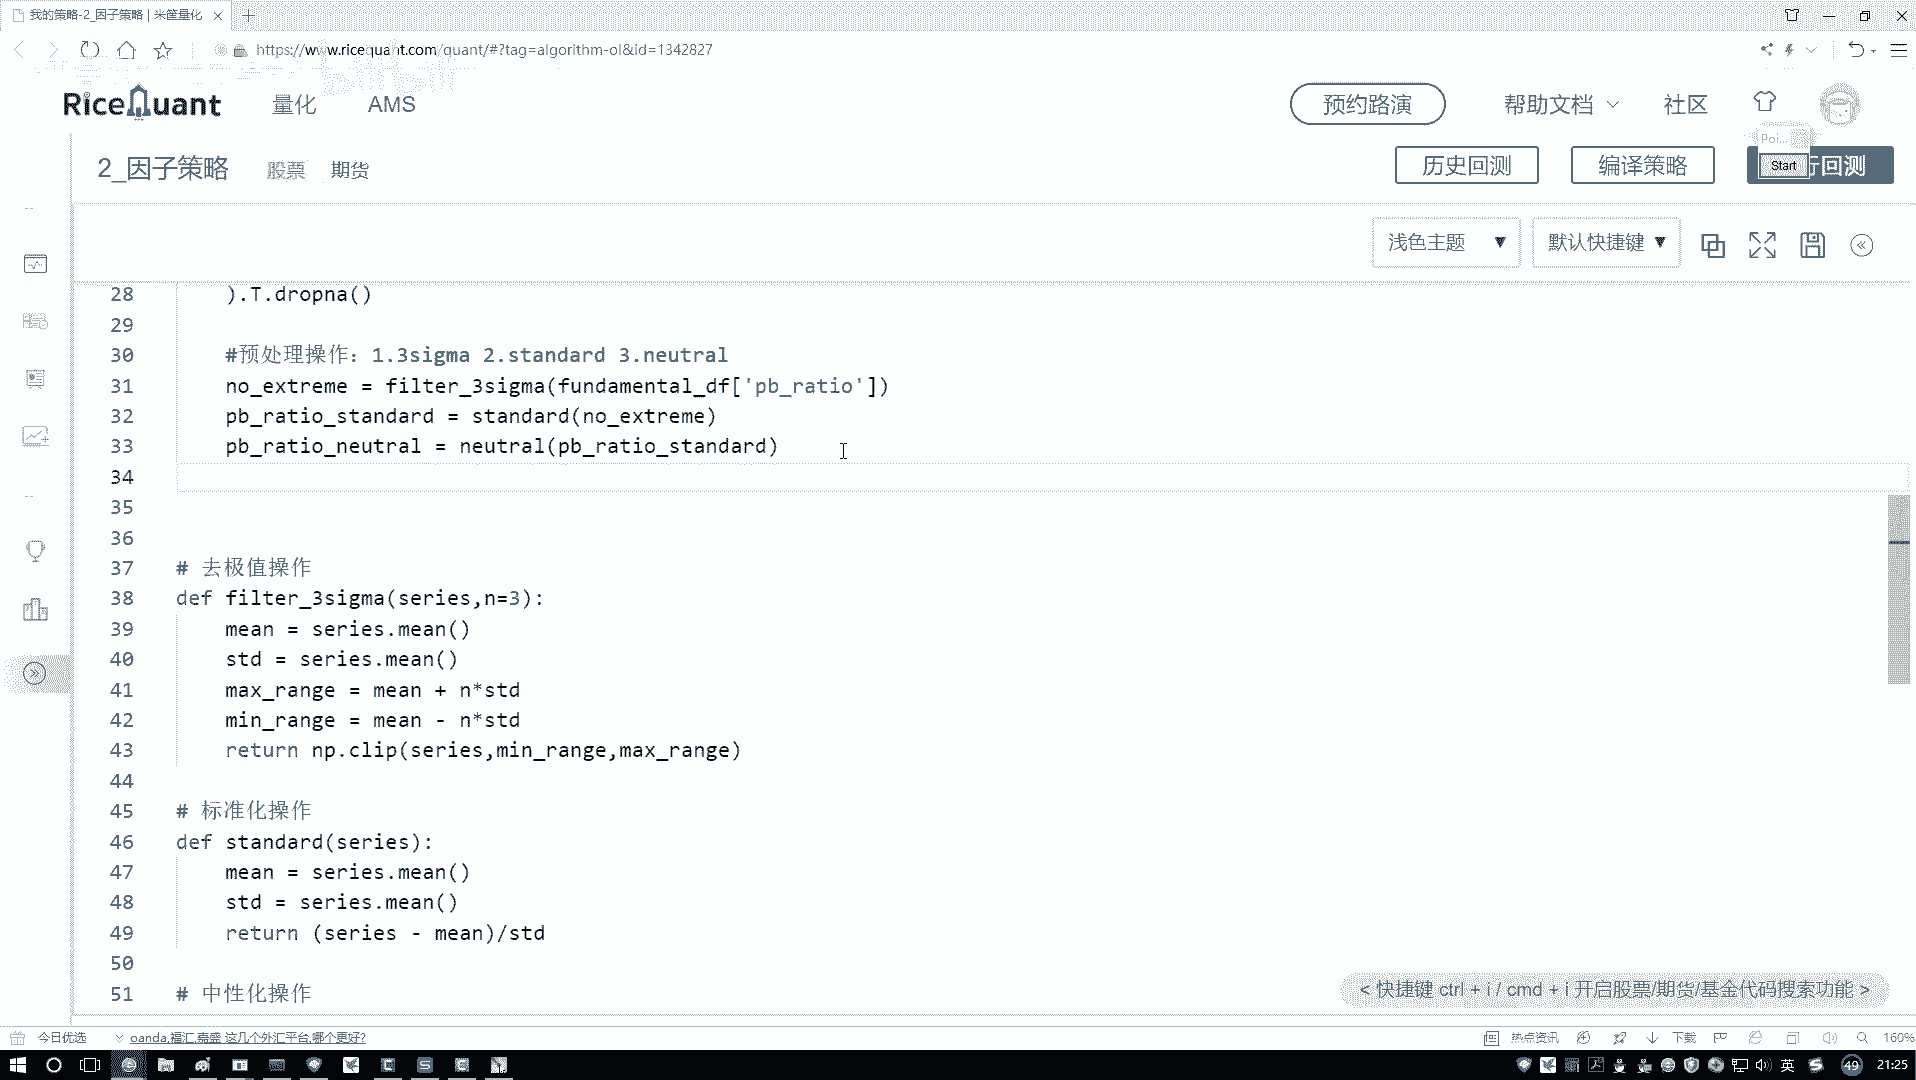 我的策略-2_因子策略 | 米筐量化
https://www.ricequant.com/quant/#?tag=algorithm-ol&id=1342827
RiceQuant 量化 AMS 预约路演 帮助文档 社区
Poi...
2_因子策略 股票 期货 历史回测 编译策略 Start 行回测
浅色主题 ▼ 默认快捷键 ▼
28 ).T.dropna()
29
30 #预处理操作：1.3sigma 2.standard 3.neutral
31 no_extreme = filter_3sigma(fundamental_df['pb_ratio'])
32 pb_ratio_standard = standard(no_extreme)
33 pb_ratio_neutral = neutral(pb_ratio_standard)
34
35
36
37 # 去极值操作
38 def filter_3sigma(series,n=3):
39 mean = series.mean()
40 std = series.mean()
41 max_range = mean + n*std
42 min_range = mean - n*std
43 return np.clip(series,min_range,max_range)
44
45 # 标准化操作
46 def standard(series):
47 mean = series.mean()
48 std = series.mean()
49 return (series - mean)/std
50
51 # 中性化操作
< 快捷键 ctrl + i / cmd + i 开启股票/期货/基金代码搜索功能 >
今日优选 oanda,福汇,嘉盛 这几个外汇平台,哪个更好? 热点资讯 下载 160%
英 49 21:25